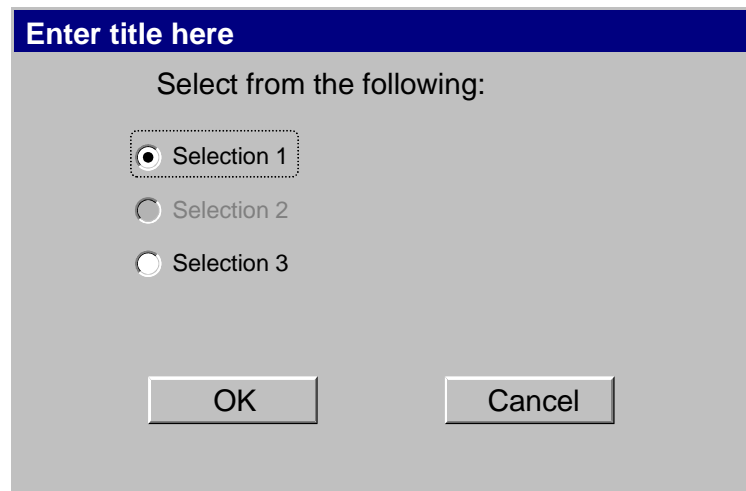 Enter title here
Select from the following:
Selection 1
Selection 2
Selection 3
OK Cancel